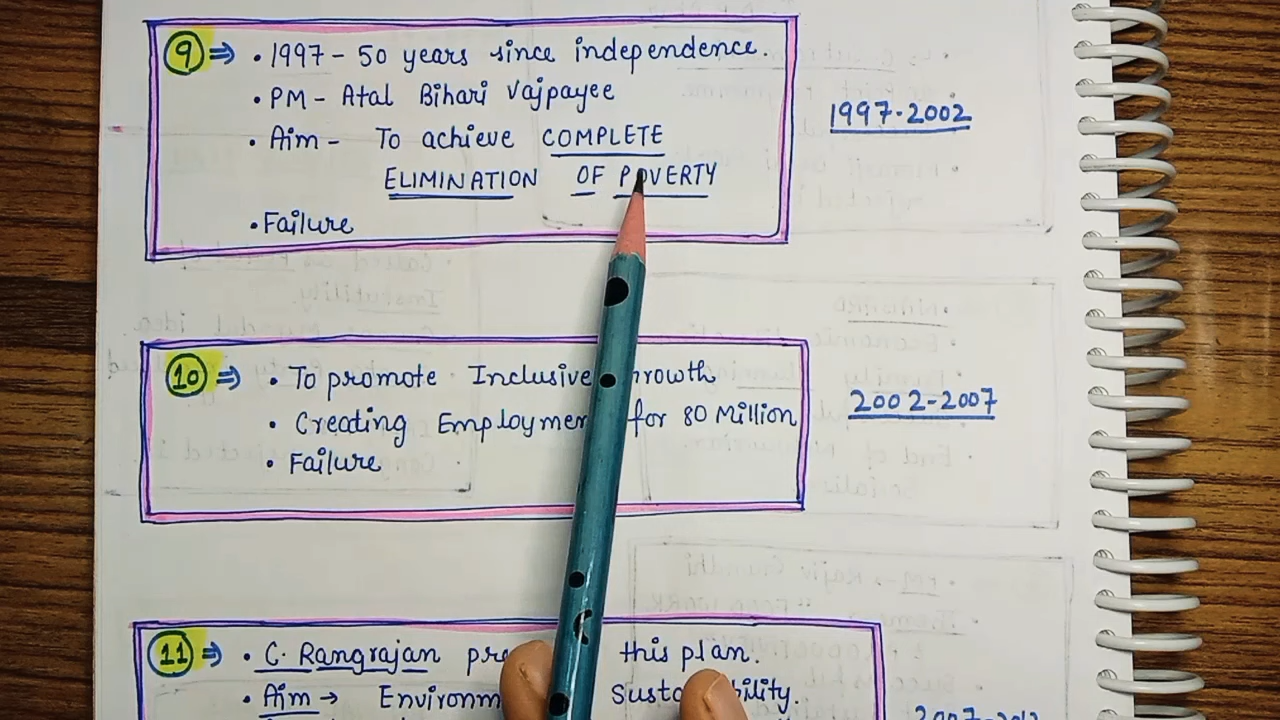 9 ⇒ • 1997 - 50 years since independence.
• PM - Atal Bihari Vajpayee
• Aim - To achieve COMPLETE
ELIMINATION OF POVERTY
• Failure
1997-2002
10 ⇒ • To promote Inclusive
• Creating for 80 Million
• Failure
2002-2007
11 ⇒ • C. Rangrajan this plan.
• Aim →